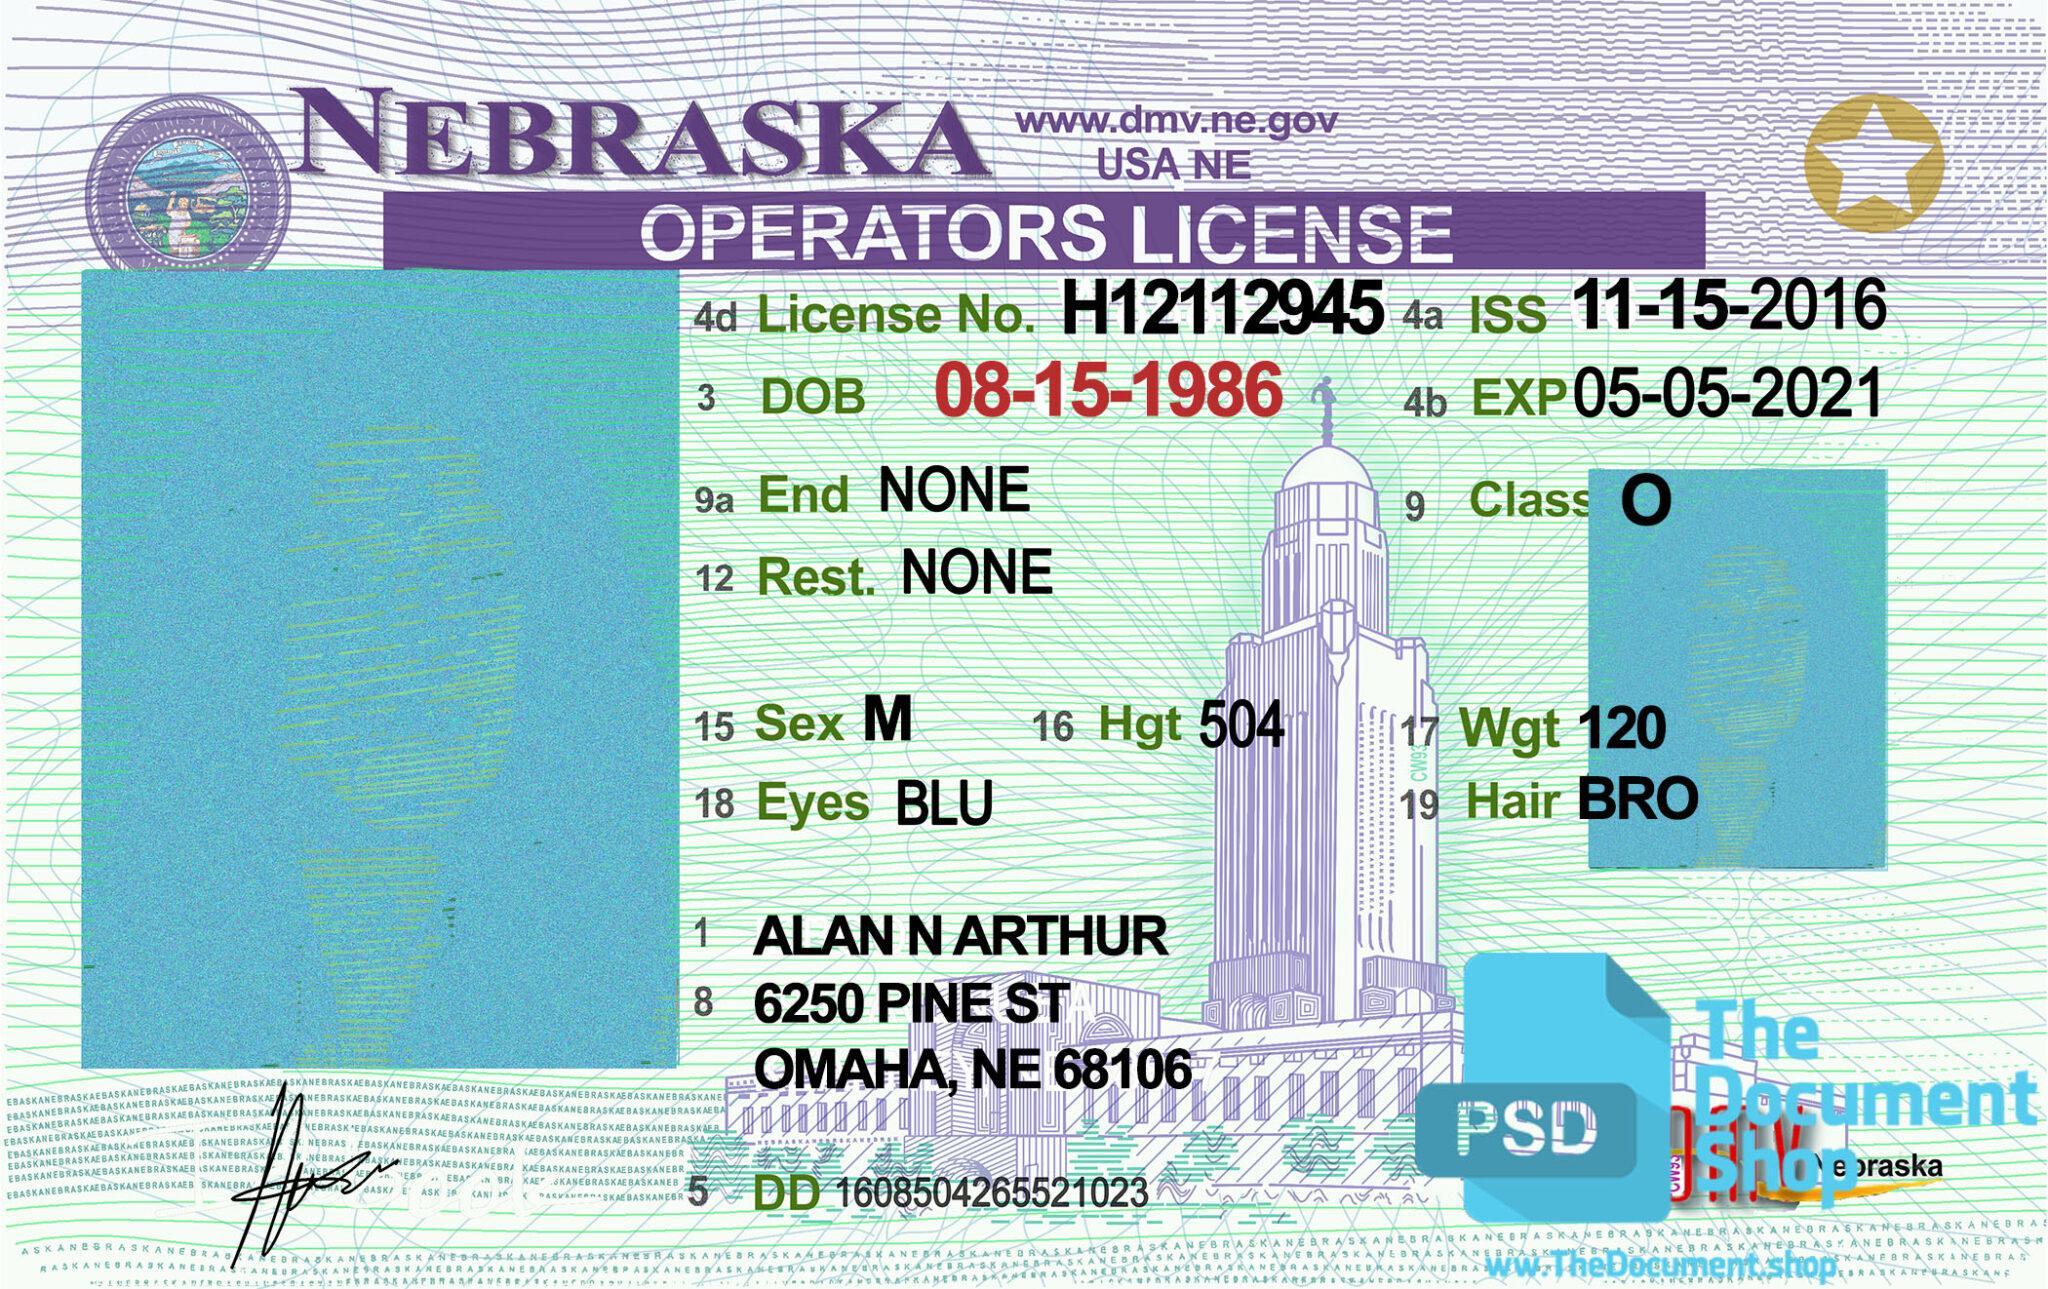 NEBRASKA www.dmv.ne.gov
USA NE
OPERATORS LICENSE
4d License No. H12112945 4a ISS 11-15-2016
3 DOB 08-15-1986 4b EXP 05-05-2021
9a End NONE 9 Class O
12 Rest. NONE
15 Sex M 16 Hgt 504 17 Wgt 120
18 Eyes BLU 19 Hair BRO
1 ALAN N ARTHUR
8 6250 PINE ST
OMAHA, NE 68106
5 DD 1608504265521023
PSD
The
Document
Shop
Nebraska
ww.TheDocument.shop